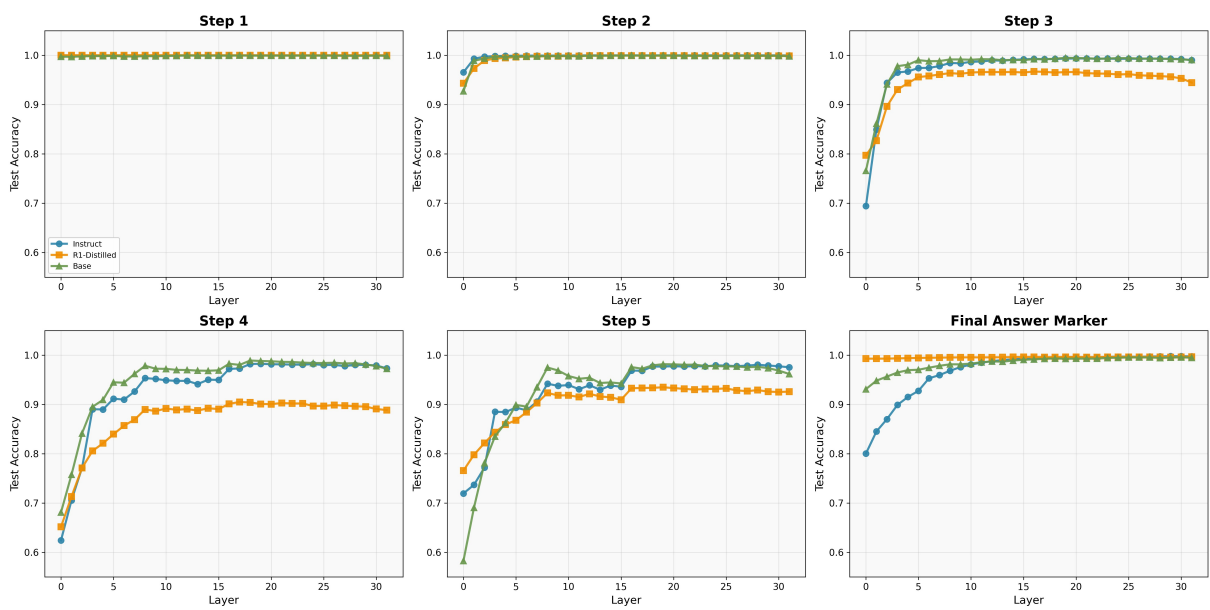 Step 1
Test Accuracy
1.0
0.9
0.8
0.7
0.6
Instruct
R1-Distilled
Base
0 5 10 15 20 25 30
Layer
Step 2
Test Accuracy
1.0
0.9
0.8
0.7
0.6
0 5 10 15 20 25 30
Layer
Step 3
Test Accuracy
1.0
0.9
0.8
0.7
0.6
0 5 10 15 20 25 30
Layer
Step 4
Test Accuracy
1.0
0.9
0.8
0.7
0.6
0 5 10 15 20 25 30
Layer
Step 5
Test Accuracy
1.0
0.9
0.8
0.7
0.6
0 5 10 15 20 25 30
Layer
Final Answer Marker
Test Accuracy
1.0
0.9
0.8
0.7
0.6
0 5 10 15 20 25 30
Layer